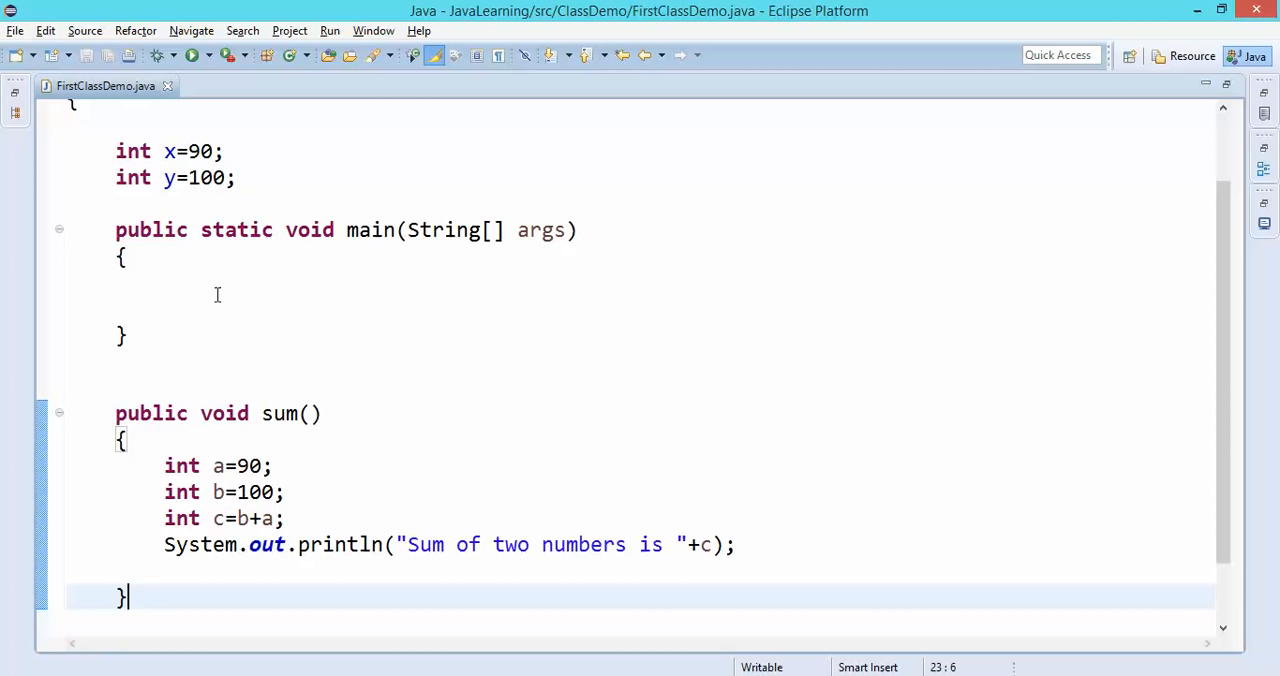 Java - JavaLearning/src/ClassDemo/FirstClassDemo.java - Eclipse Platform
File Edit Source Refactor Navigate Search Project Run Window Help
Quick Access Resource Java
FirstClassDemo.java
{
int x=90;
int y=100;
public static void main(String[] args)
{
}
public void sum()
{
int a=90;
int b=100;
int c=b+a;
System.out.println("Sum of two numbers is "+c);
}
Writable Smart Insert 23 : 6